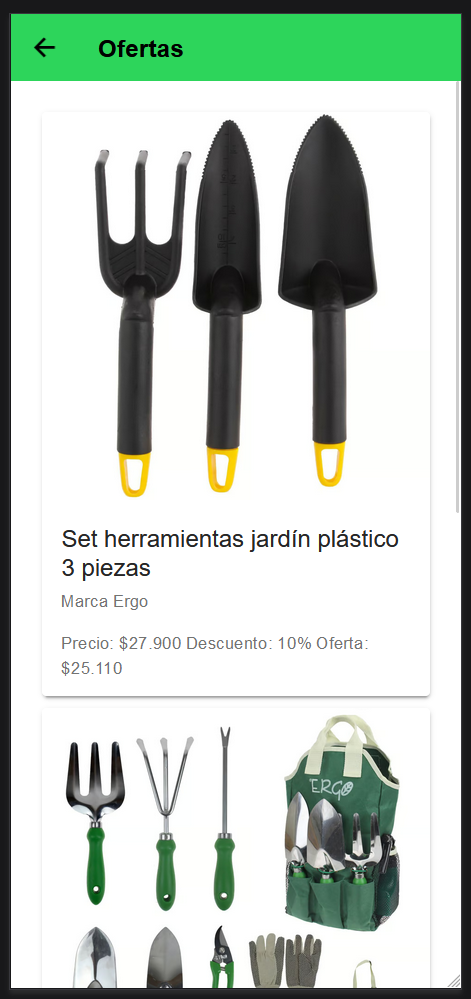 Ofertas
Set herramientas jardín plástico
3 piezas
Marca Ergo
Precio: $27.900 Descuento: 10% Oferta:
$25.110
ERGO